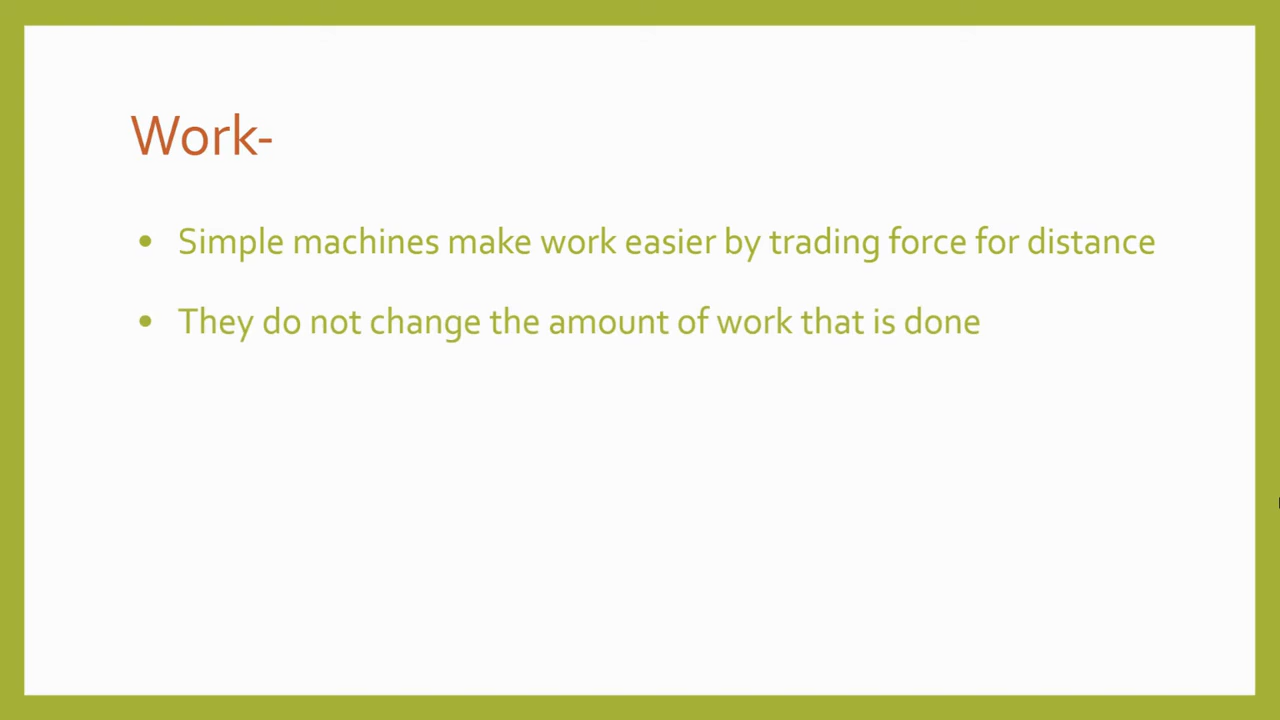 Work-
• Simple machines make work easier by trading force for distance
• They do not change the amount of work that is done